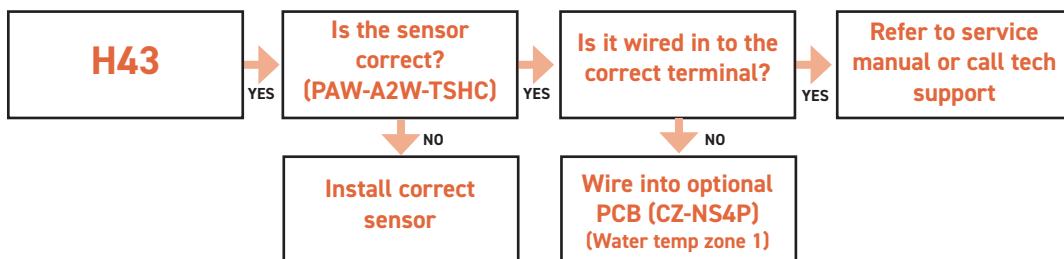 H43
YES
Is the sensor
correct?
(PAW-A2W-TSHC)
YES
Is it wired in to the
correct terminal?
YES
Refer to service
manual or call tech
support
NO
Install correct
sensor
NO
Wire into optional
PCB (CZ-NS4P)
(Water temp zone 1)